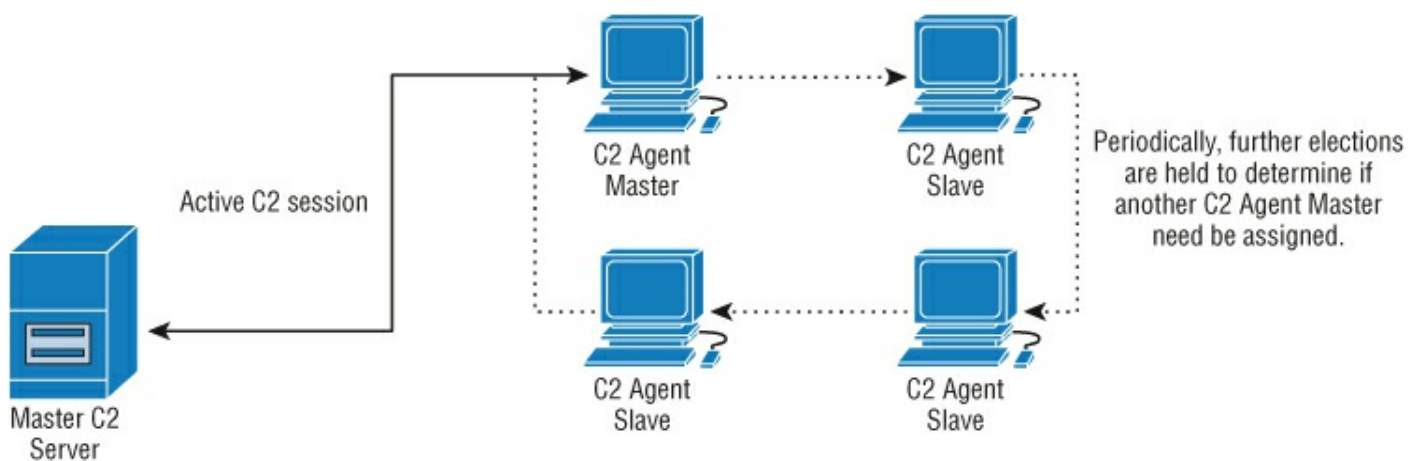 C2 Agent
Master
C2 Agent
Slave
Periodically, further elections
are held to determine if
another C2 Agent Master
need be assigned.
Active C2 session
C2 Agent
Slave
C2 Agent
Slave
Master C2
Server